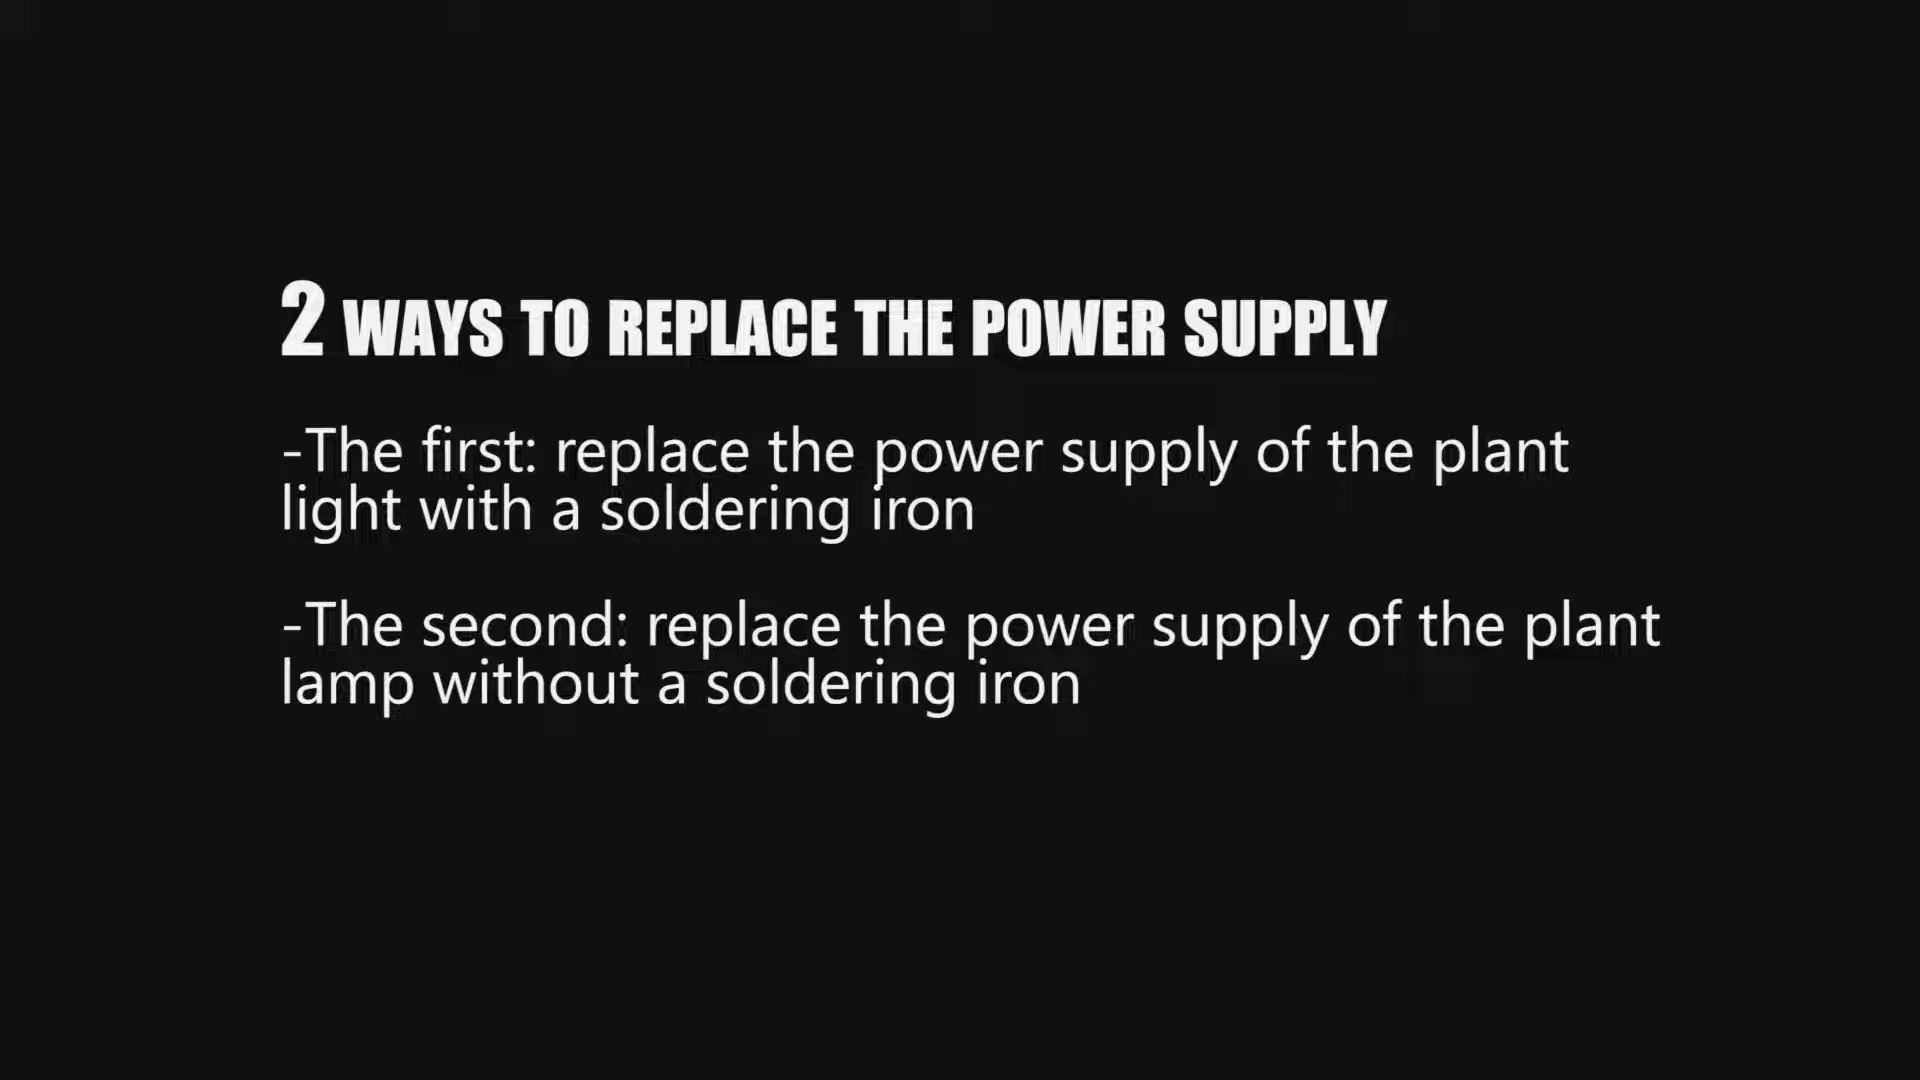 2 WAYS TO REPLACE THE POWER SUPPLY
-The first: replace the power supply of the plant
light with a soldering iron
-The second: replace the power supply of the plant
lamp without a soldering iron